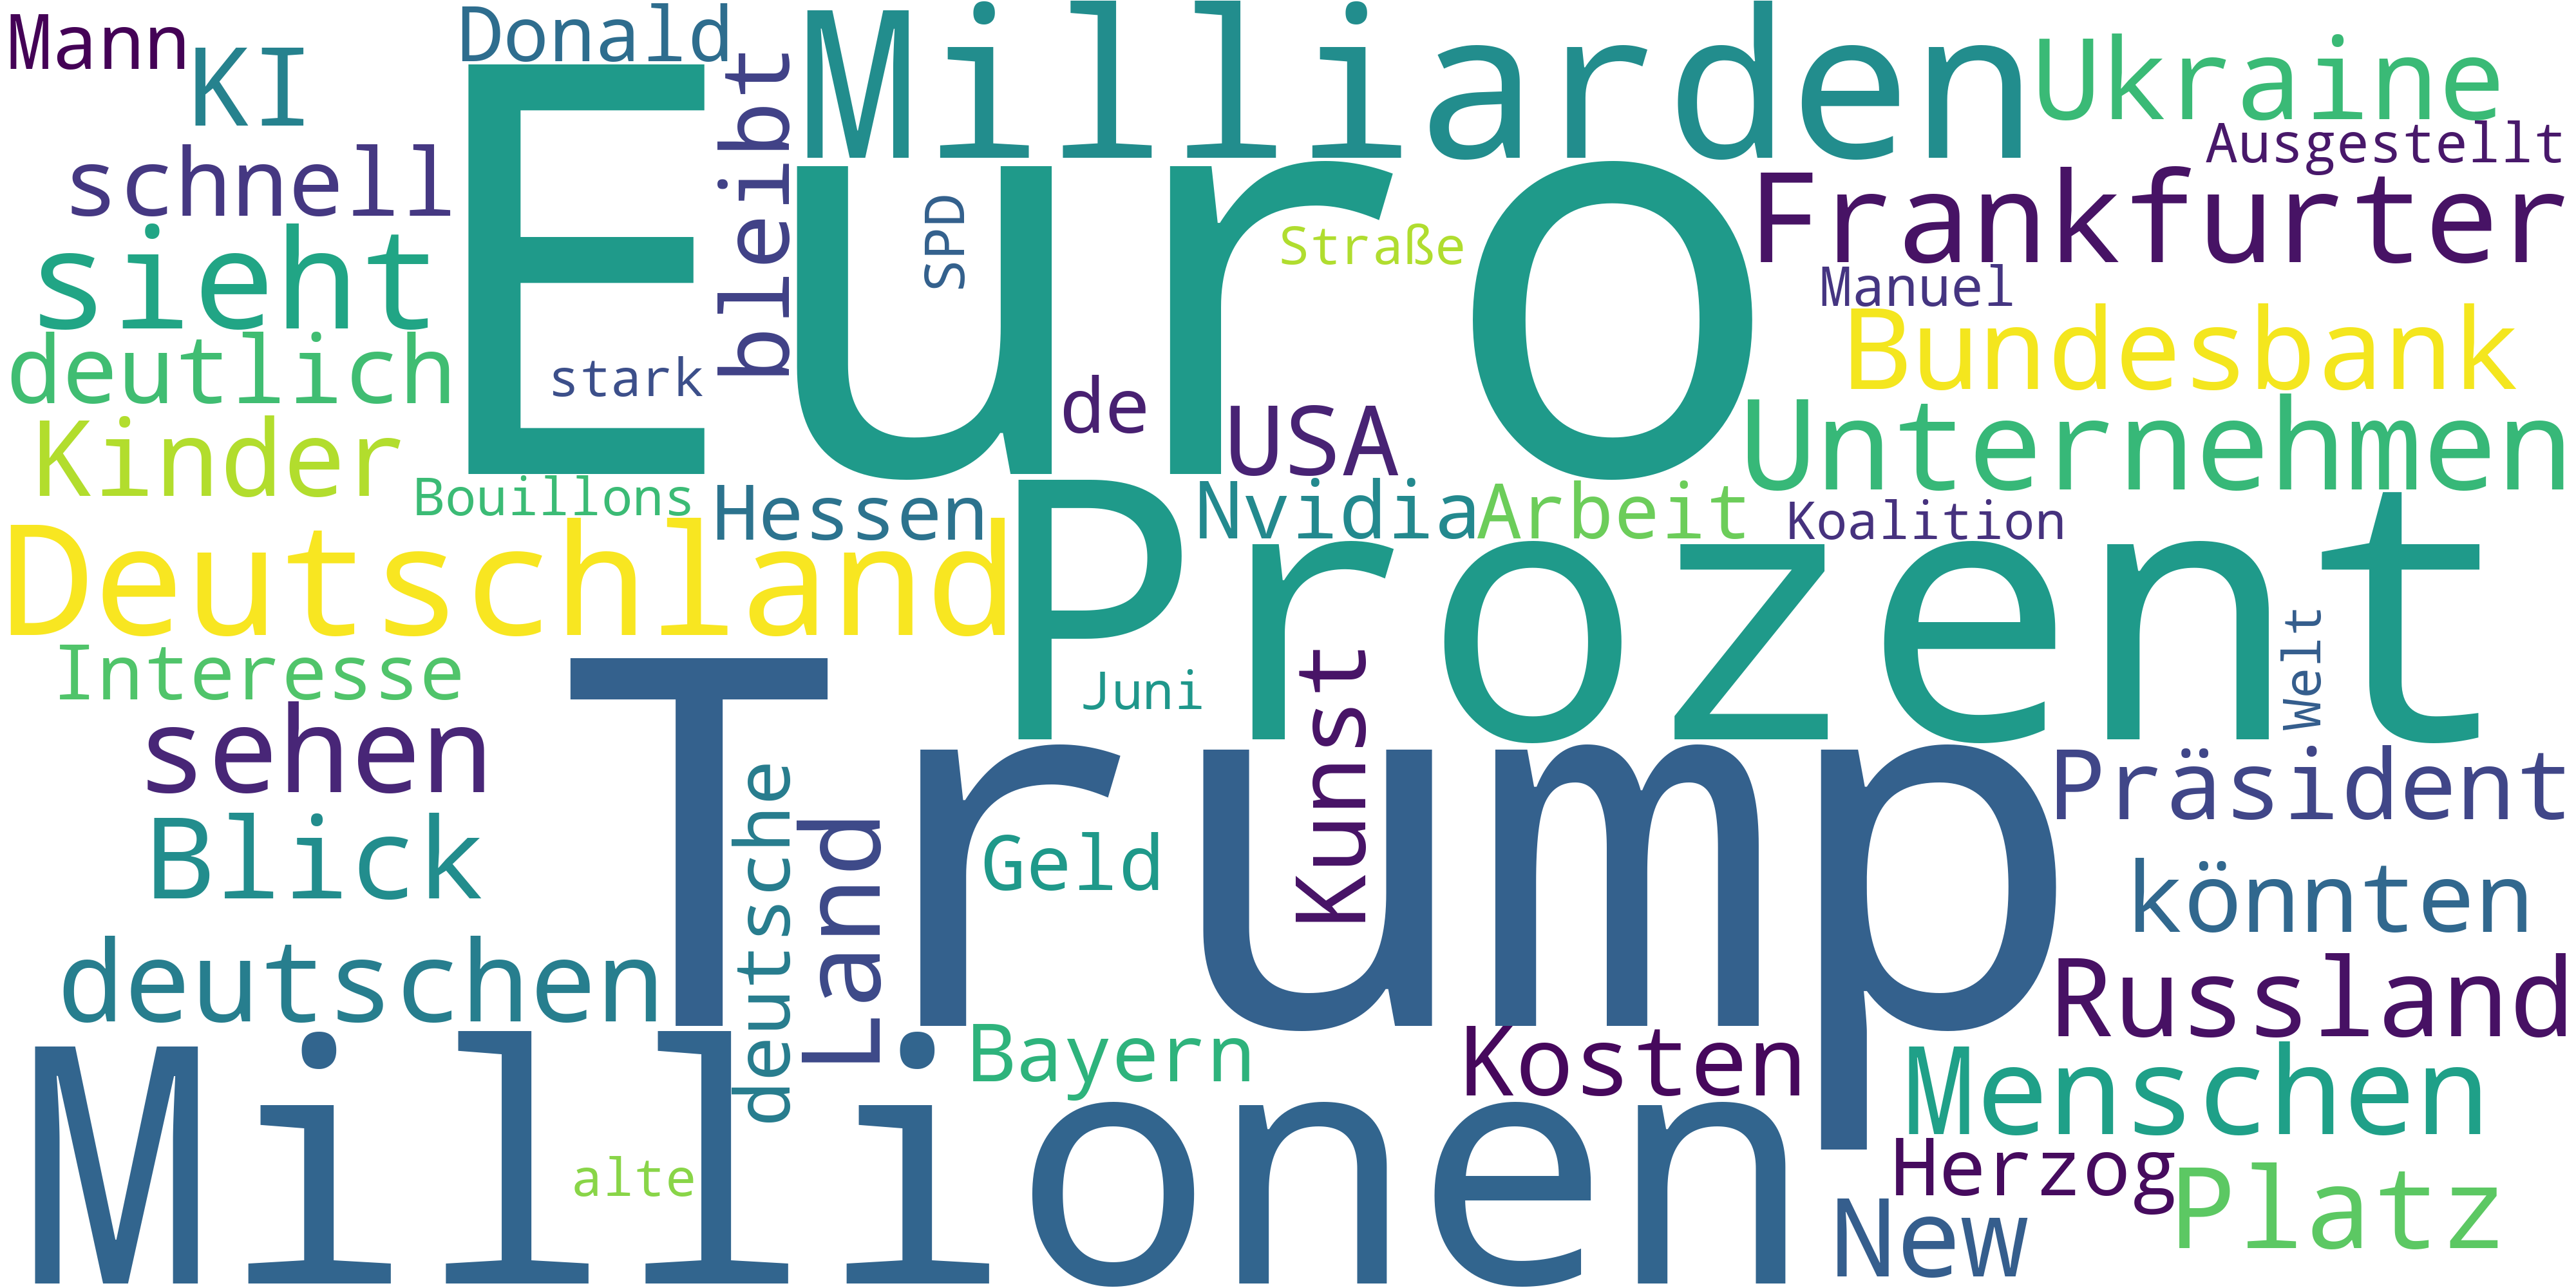 Mann
KI
Donald
Milliarden
Ukraine
Ausgestellt
schnell
bleibt
Euro
SPD
Straße
Frankfurter
Manuel
sieht
deutlich
stark
de
USA
Bundesbank
Kinder
Unternehmen
Bouillons
Hessen
Nvidia
Arbeit
Koalition
Deutschland
Prozent
Interesse
Juni
Kunst
Welt
sehen
Trump
Präsident
Blick
deutsche
Land
Geld
könnten
deutschen
Russland
Millionen
Bayern
Kosten
Menschen
alte
Herzog
New
Platz